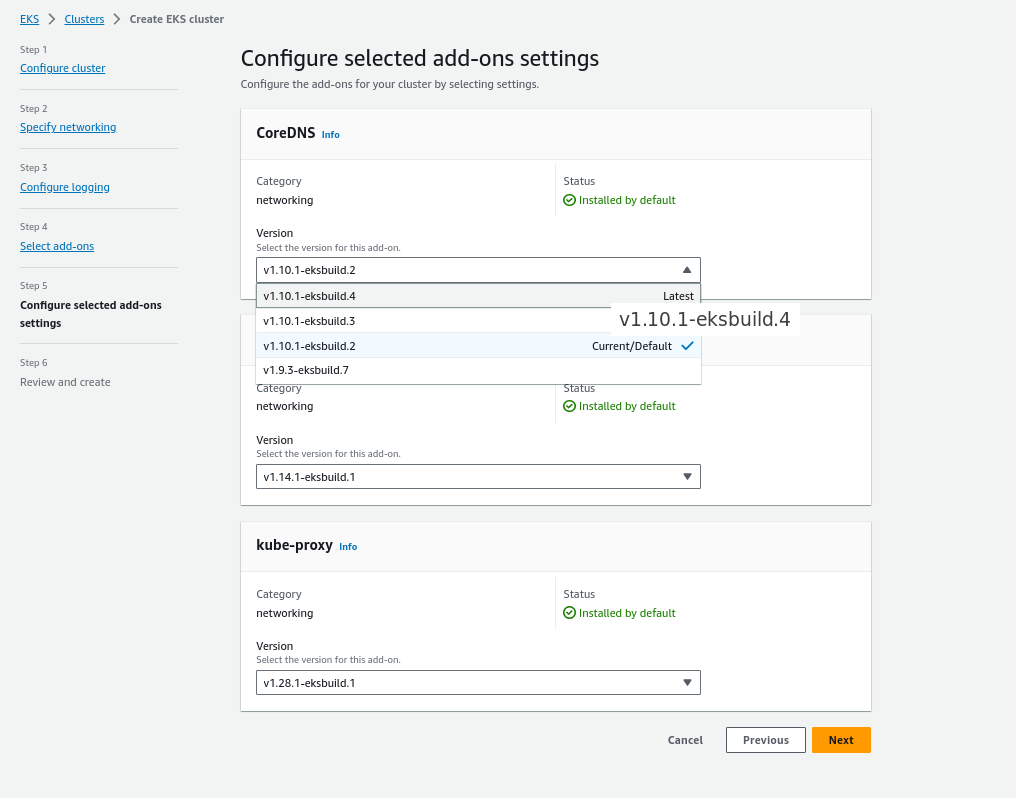 EKS > Clusters > Create EKS cluster
Step 1
Configure cluster
Step 2
Specify networking
Step 3
Configure logging
Step 4
Select add-ons
Step 5
Configure selected add-ons
settings
Step 6
Review and create
Configure selected add-ons settings
Configure the add-ons for your cluster by selecting settings.
CoreDNS Info
Category
networking
Status
Installed by default
Version
Select the version for this add-on.
v1.10.1-eksbuild.2
v1.10.1-eksbuild.4 Latest
v1.10.1-eksbuild.4
v1.10.1-eksbuild.3
v1.10.1-eksbuild.2 Current/Default
v1.9.3-eksbuild.7
Category
networking
Status
Installed by default
Version
Select the version for this add-on.
v1.14.1-eksbuild.1
kube-proxy Info
Category
networking
Status
Installed by default
Version
Select the version for this add-on.
v1.28.1-eksbuild.1
Cancel Previous Next